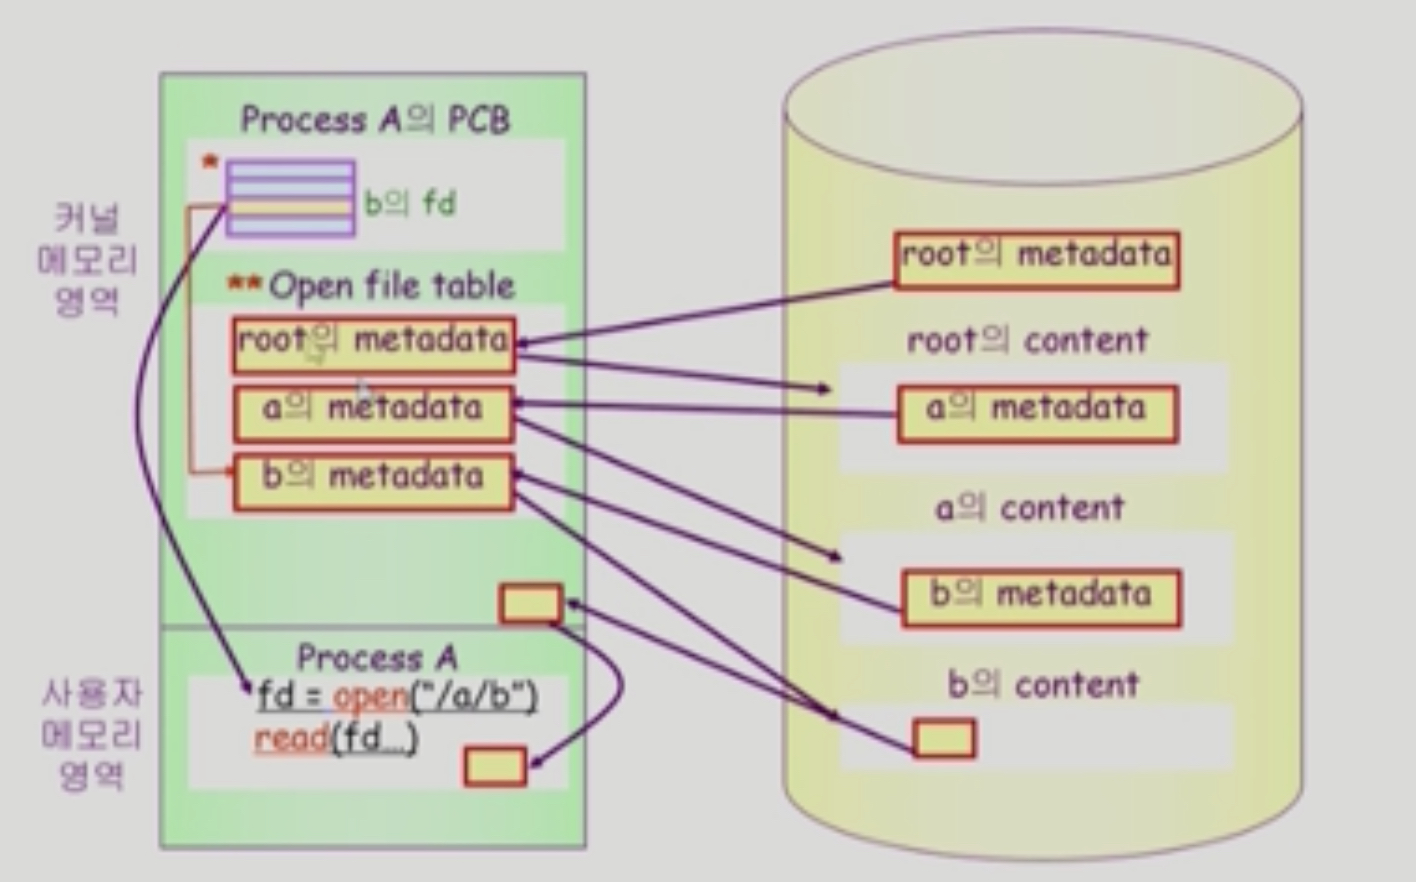 Process A의 PCB
*
b의 fd
커널
메모리
영역
**Open file table
root의 metadata
a의 metadata
b의 metadata
root의 metadata
root의 content
a의 metadata
a의 content
b의 metadata
b의 content
사용자
메모리
영역
Process A
fd = open("/a/b")
read(fd...)